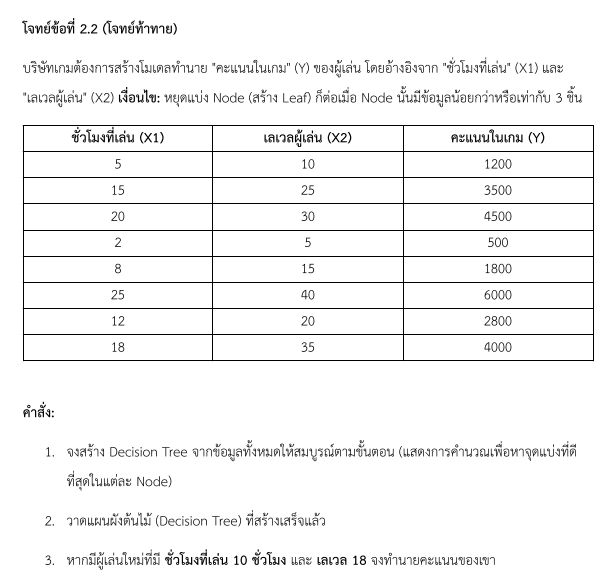 โจทย์ข้อที่ 2.2 (โจทย์ท้าทาย)
บริษัทเกมต้องการสร้างโมเดลทำนาย "คะแนนในเกม" (Y) ของผู้เล่น โดยอ้างอิงจาก "ชั่วโมงที่เล่น" (X1) และ
"เลเวลผู้เล่น" (X2) เงื่อนไข: หยุดแบ่ง Node (สร้าง Leaf) ก็ต่อเมื่อ Node นั้นมีข้อมูลน้อยกว่าหรือเท่ากับ 3 ชิ้น
ชั่วโมงที่เล่น (X1) เลเวลผู้เล่น (X2) คะแนนในเกม (Y)
5 10 1200
15 25 3500
20 30 4500
2 5 500
8 15 1800
25 40 6000
12 20 2800
18 35 4000
คำสั่ง:
1. จงสร้าง Decision Tree จากข้อมูลทั้งหมดให้สมบูรณ์ตามขั้นตอน (แสดงการคำนวณเพื่อหาจุดแบ่งที่ดี
ที่สุดในแต่ละ Node)
2. วาดแผนผังต้นไม้ (Decision Tree) ที่สร้างเสร็จแล้ว
3. หากมีผู้เล่นใหม่ที่มี ชั่วโมงที่เล่น 10 ชั่วโมง และ เลเวล 18 จงทำนายคะแนนของเขา